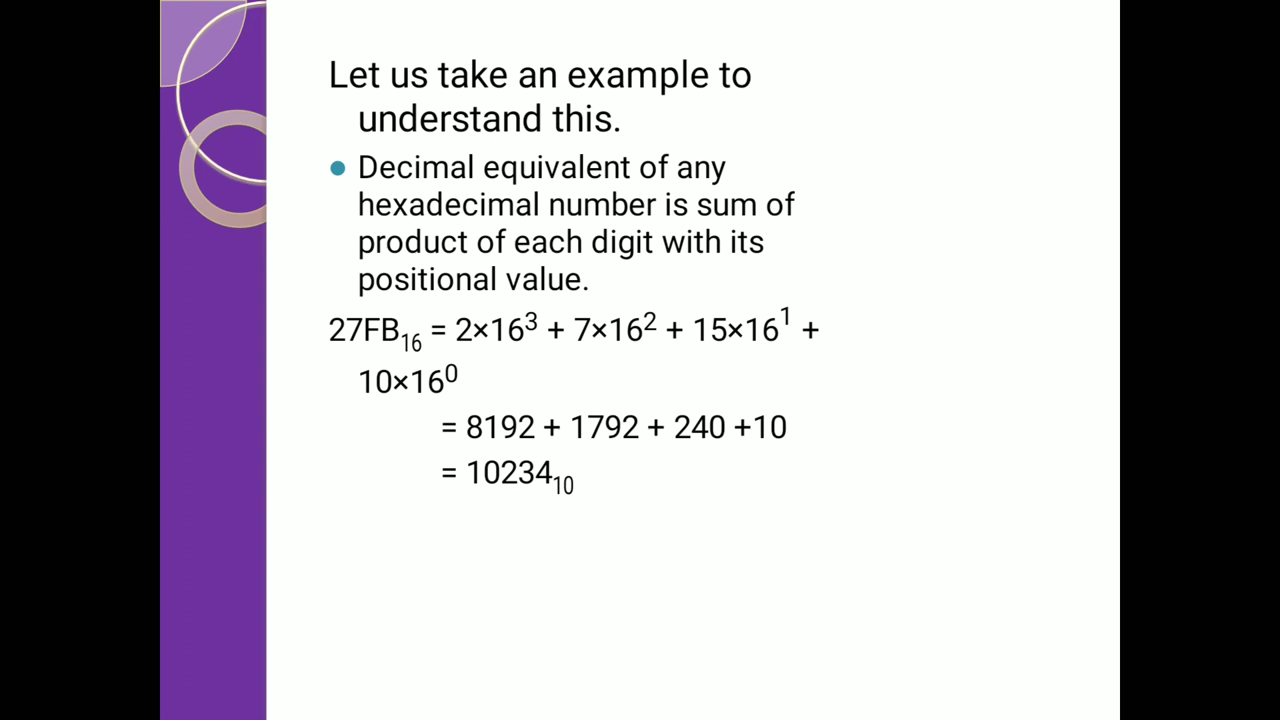 Let us take an example to
understand this.
● Decimal equivalent of any
hexadecimal number is sum of
product of each digit with its
positional value.
27FB₁₆ = 2×16³ + 7×16² + 15×16¹ +
10×16⁰
= 8192 + 1792 + 240 +10
= 10234₁₀